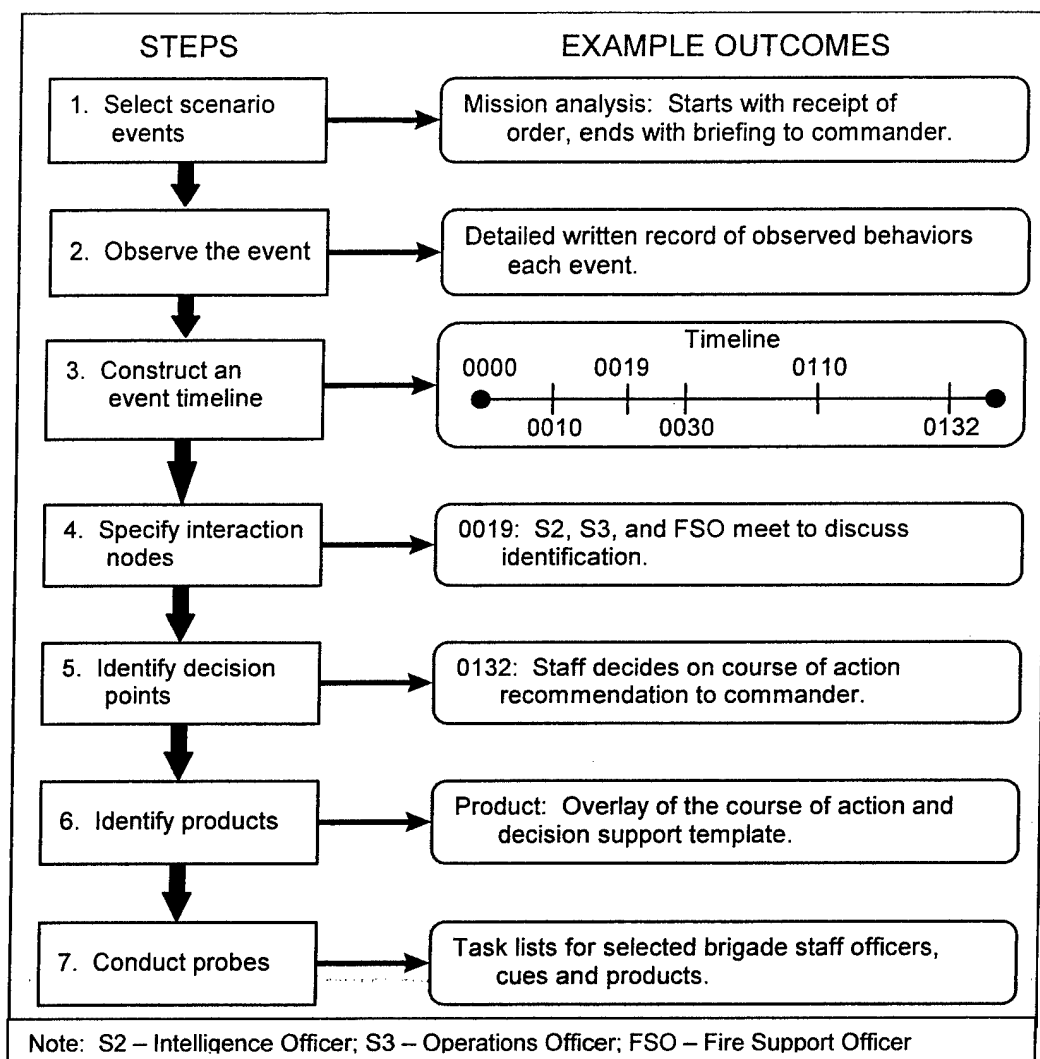 STEPS
EXAMPLE OUTCOMES
1. Select scenario
events
Mission analysis: Starts with receipt of
order, ends with briefing to commander.
2. Observe the event
Detailed written record of observed behaviors
each event.
3. Construct an
event timeline
Timeline
0000 0019 0110
0010 0030 0132
4. Specify interaction
nodes
0019: S2, S3, and FSO meet to discuss
identification.
5. Identify decision
points
0132: Staff decides on course of action
recommendation to commander.
6. Identify products
Product: Overlay of the course of action and
decision support template.
7. Conduct probes
Task lists for selected brigade staff officers,
cues and products.
Note: S2 – Intelligence Officer; S3 – Operations Officer; FSO – Fire Support Officer